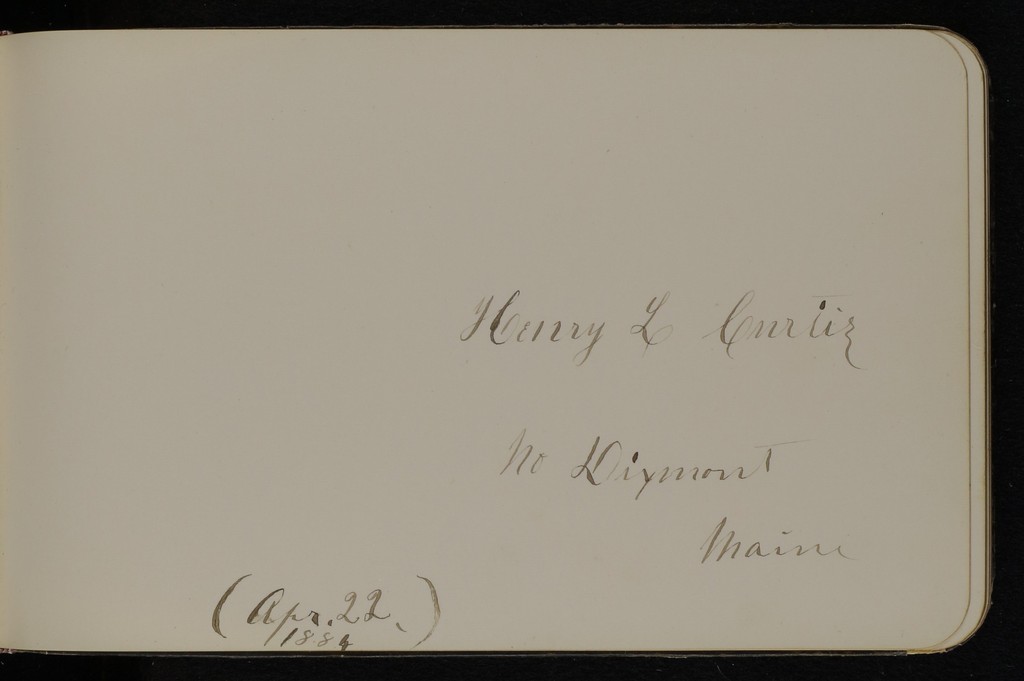 Henry L Curtis
No Dixmont
Maine
(Apr. 22.)
1884